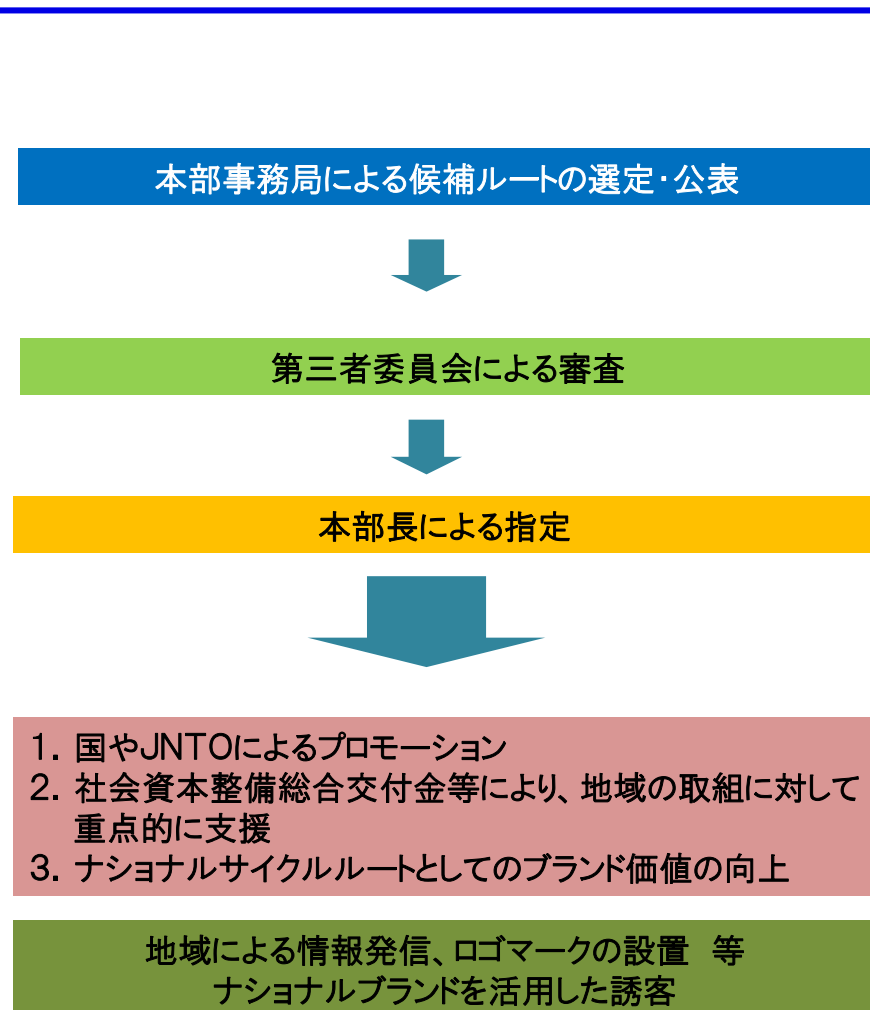 本部事務局による候補ルートの選定・公表
第三者委員会による審査
本部長による指定
1. 国やJNTOによるプロモーション
2. 社会資本整備総合交付金等により、地域の取組に対して
重点的に支援
3. ナショナルサイクルルートとしてのブランド価値の向上
地域による情報発信、ロゴマークの設置　等
ナショナルブランドを活用した誘客